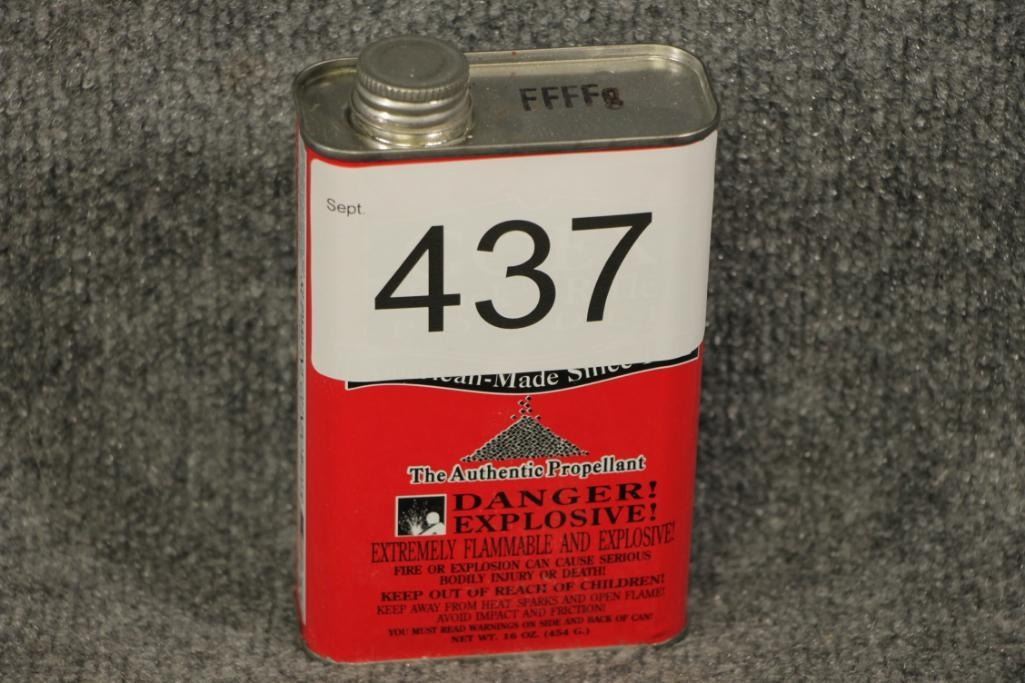 FFFFg
Sept.
437
-Made Since
The Authentic Propellant
DANGER!
EXPLOSIVE!
EXTREMELY FLAMMABLE AND EXPLOSIVE!
FIRE OR EXPLOSION CAN CAUSE SERIOUS
BODILY INJURY OR DEATH!
KEEP OUT OF REACH OF CHILDREN!
KEEP AWAY FROM HEAT SPARKS AND OPEN FLAME!
AVOID IMPACT AND FRICTION!
YOU MUST READ WARNINGS ON SIDE AND BACK OF CAN!
NET WT. 16 OZ. (454 G.)